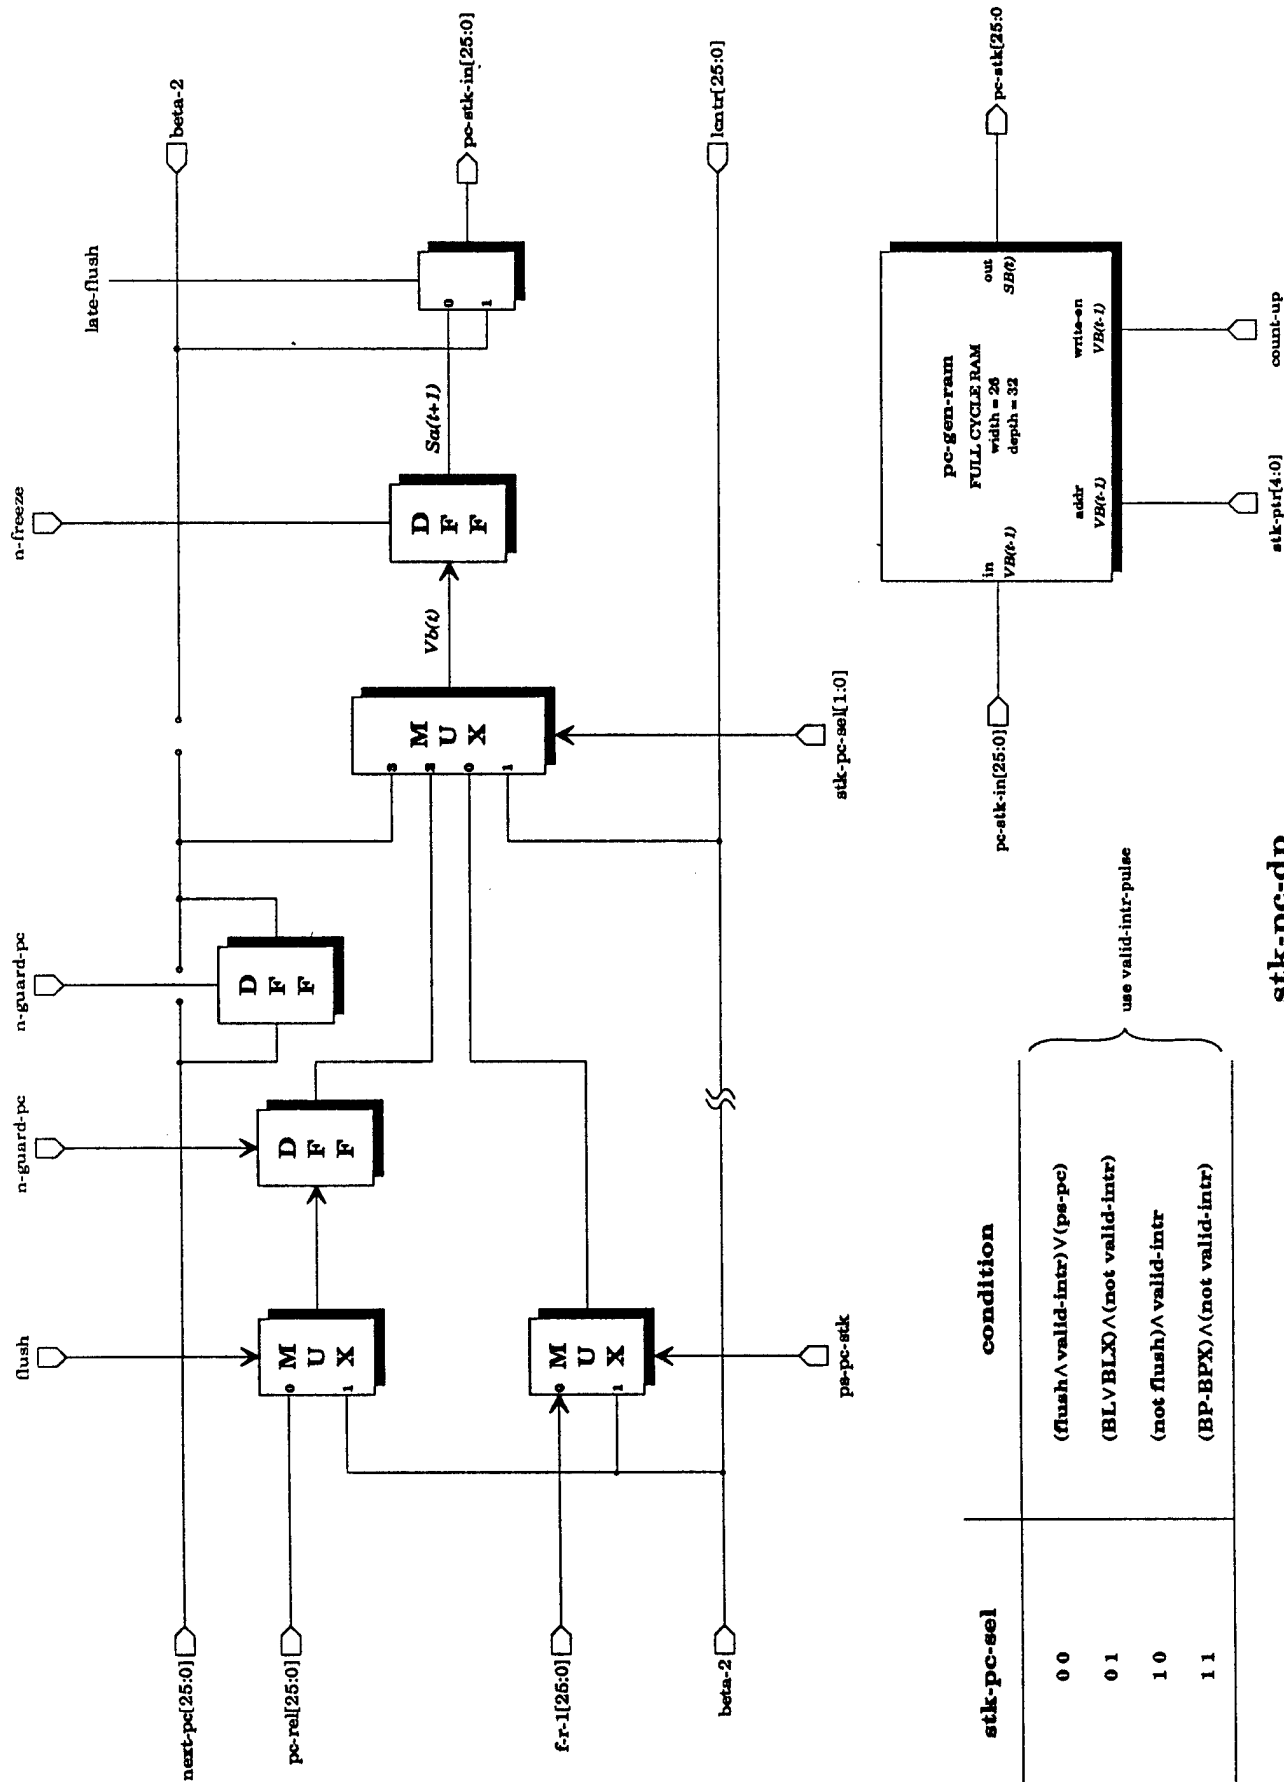 late-flush
beta-2
n-freeze
pc-stk-in[25:0]
n-guard-pc
n-guard-pc
flush
next-pc[25:0]
pc-rel[25:0]
0
1
M
U
X
D
F
F
D
F
F
3
2
0
1
M
U
X
Vb(t)
D
F
F
Sa(t+1)
0
1
f-r-1[25:0]
0
1
M
U
X
beta-2
ps-pc-stk
stk-pc-sel[1:0]
lcntr[25:0]
pc-stk-in[25:0]
in
VB(t-1)
pc-gen-ram
FULL CYCLE RAM
width = 26
depth = 32
out
SB(t)
addr
VB(t-1)
write-en
VB(t-1)
pc-stk[25:0
stk-ptr[4:0]
count-up
stk-pc-sel condition
0 0 (flush∧valid-intr)∨(ps-pc)
0 1 (BL∨BLX)∧(not valid-intr)
1 0 (not flush)∧valid-intr
1 1 (BP-BPX)∧(not valid-intr)
use valid-intr-pulse
stk-pc-dp